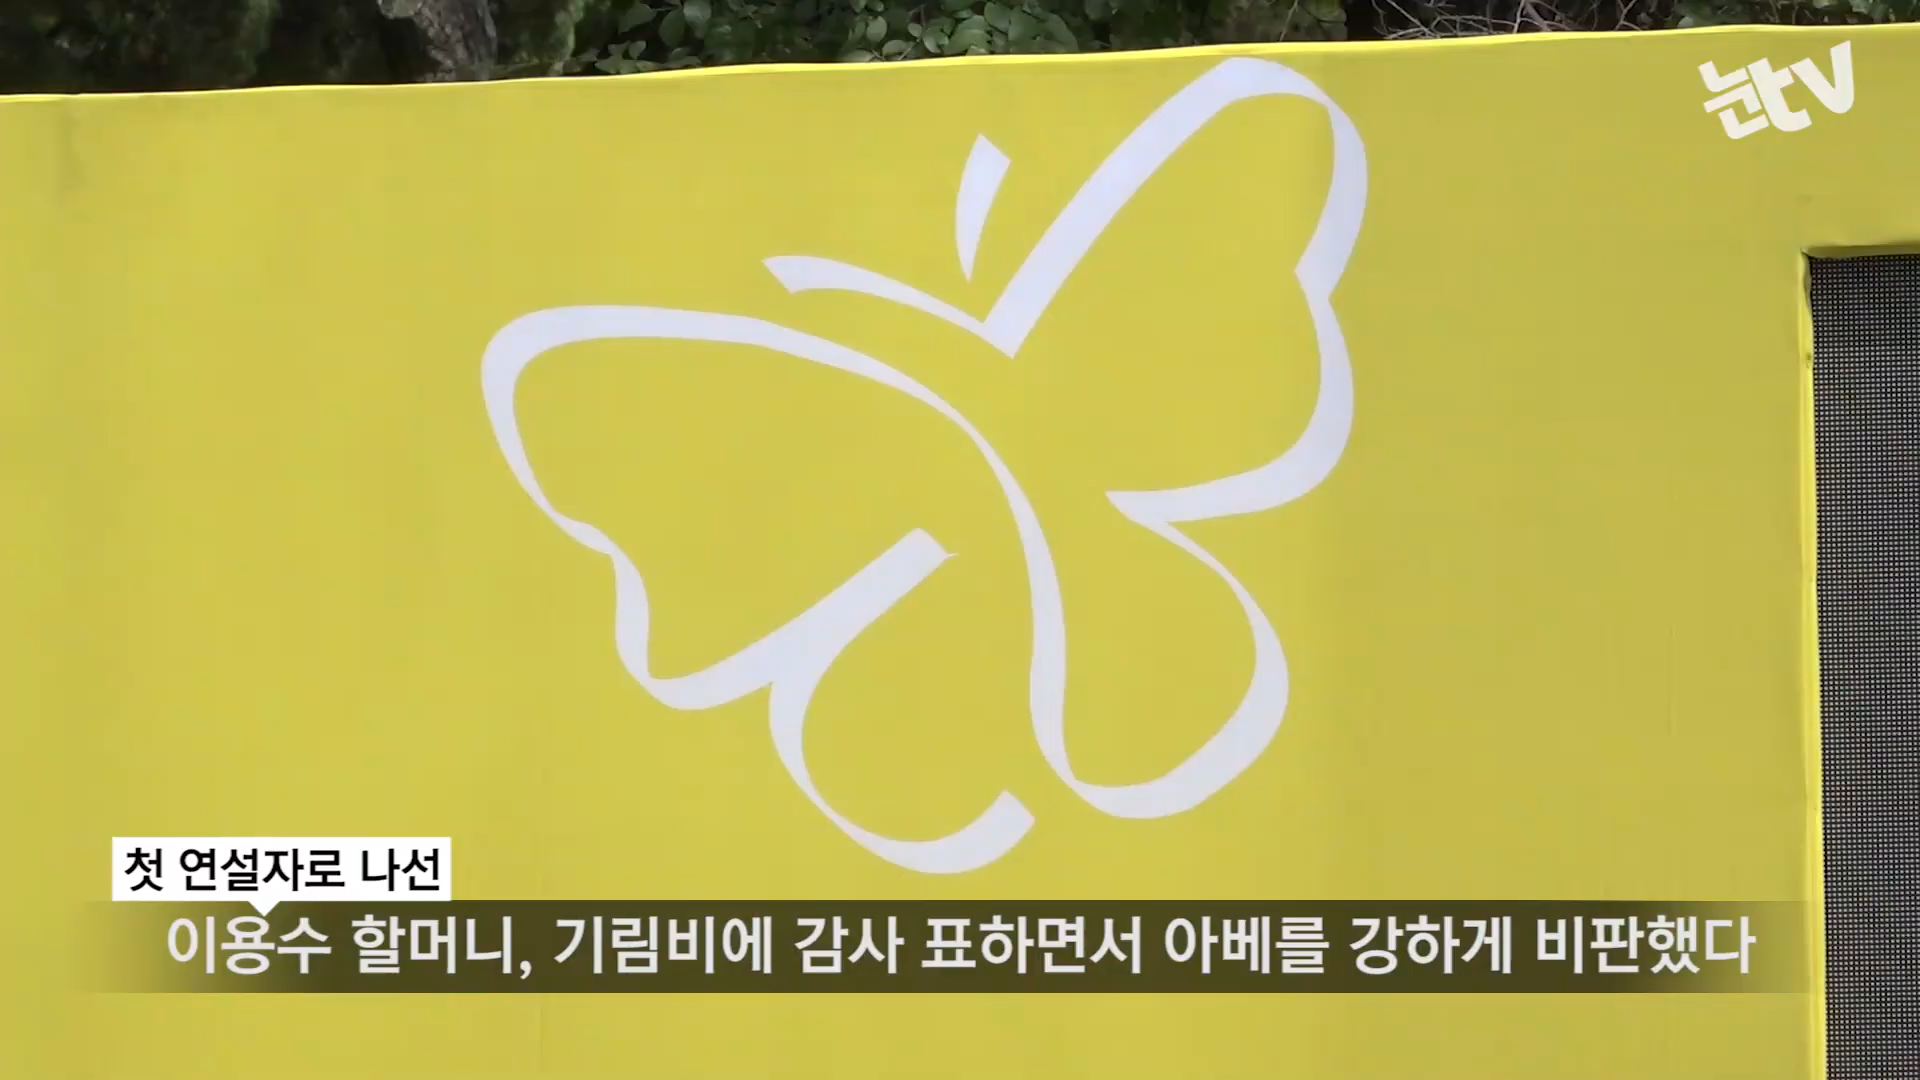 눈tv
첫 연설자로 나선
이용수 할머니, 기림비에 감사 표하면서 아베를 강하게 비판했다